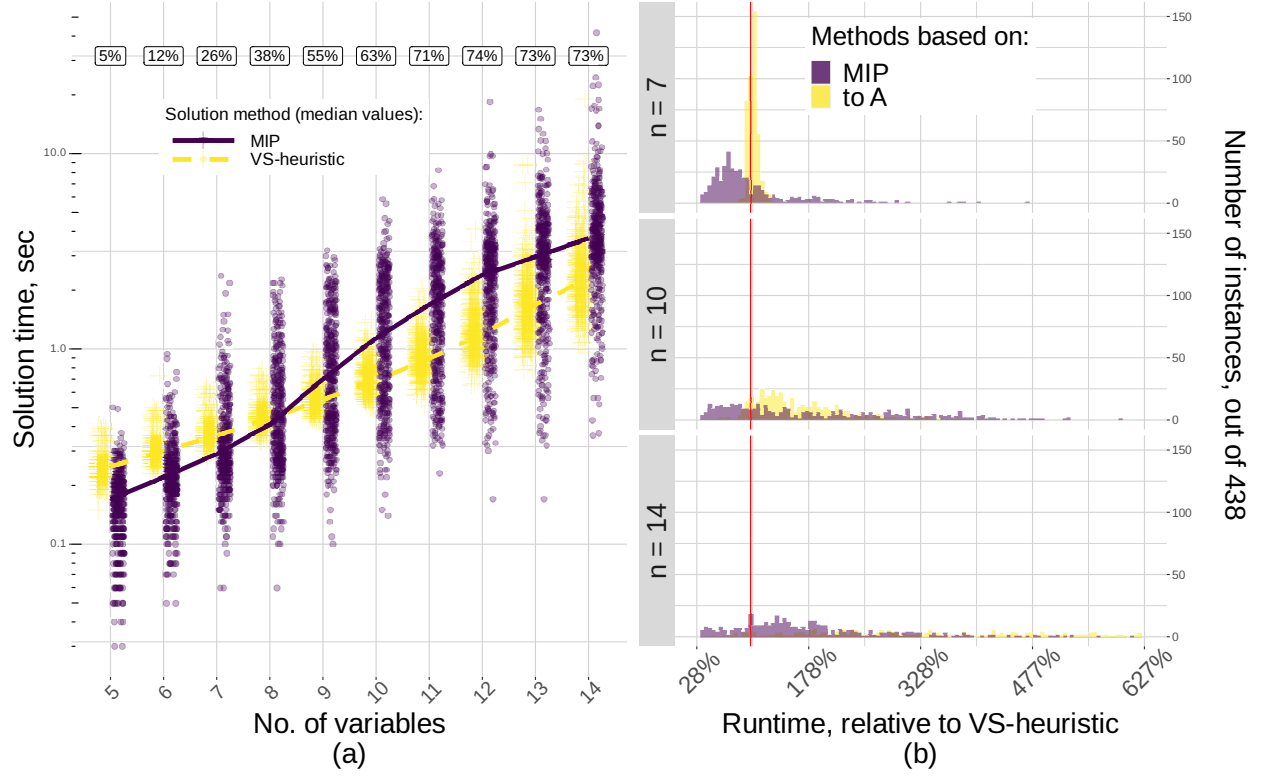 5% 12% 26% 38% 55% 63% 71% 74% 73% 73%
Solution method (median values):
MIP
VS-heuristic
10.0
1.0
0.1
Solution time, sec
5 6 7 8 9 10 11 12 13 14
No. of variables
(a)
n = 7
n = 10
n = 14
Methods based on:
MIP
to A
150
100
50
0
150
100
50
0
150
100
50
0
Number of instances, out of 438
28% 178% 328% 477% 627%
Runtime, relative to VS-heuristic
(b)